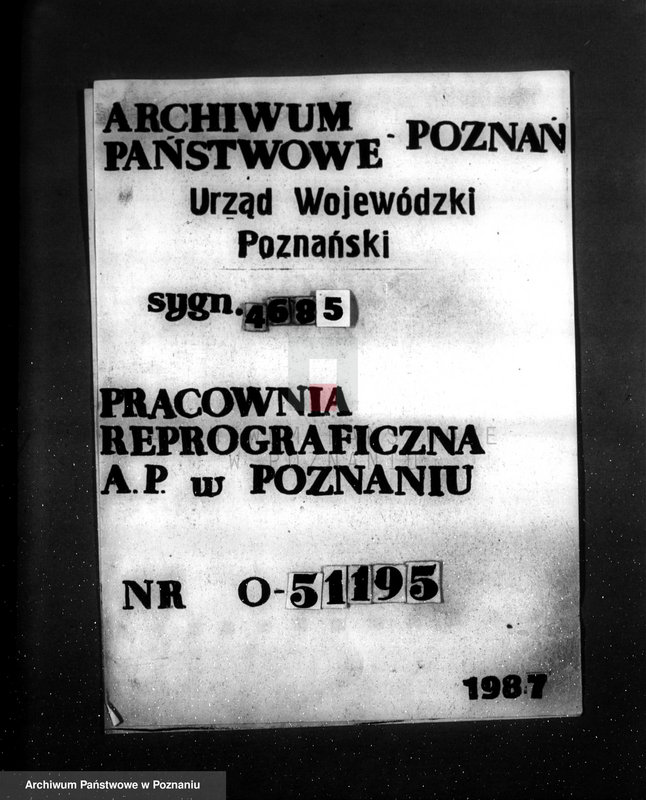 ARCHIWUM
PAŃSTWOWE - POZNAŃ
Urząd Wojewódzki
Poznański
sygn. 4685
PRACOWNIA
REPROGRAFICZNA
A.P. w POZNANIU
NR O-51195
1987
Archiwum Państwowe w Poznaniu